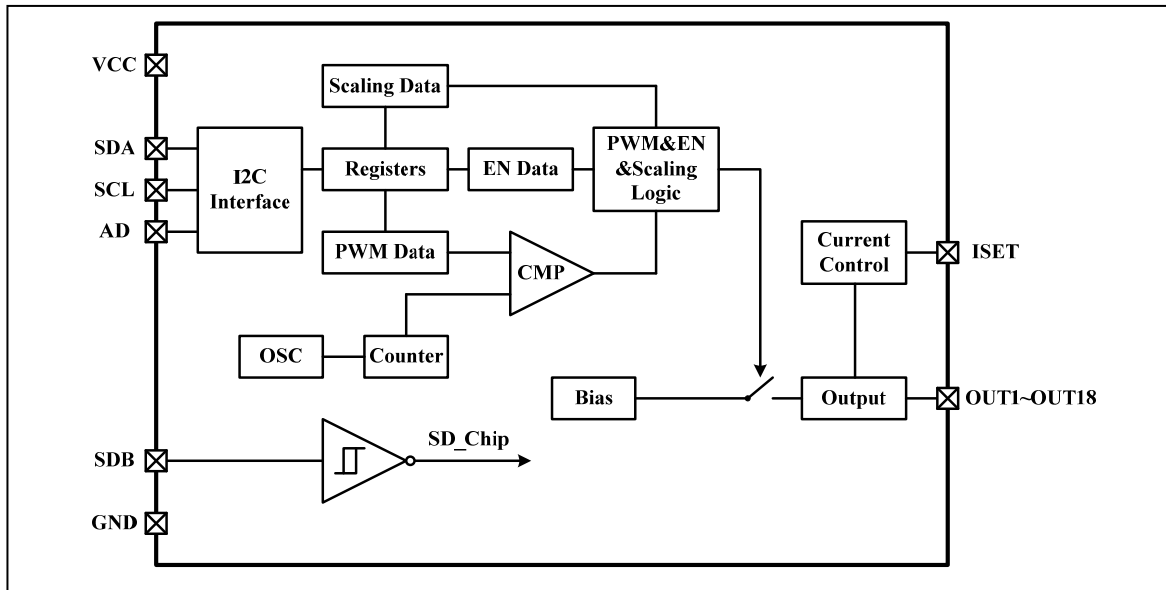 VCC
SDA
SCL
AD
SDB
GND
I2C
Interface
Scaling Data
Registers
EN Data
PWM Data
PWM&EN
&Scaling
Logic
CMP
OSC
Counter
Current
Control
ISET
Bias
Output
OUT1~OUT18
SD_Chip